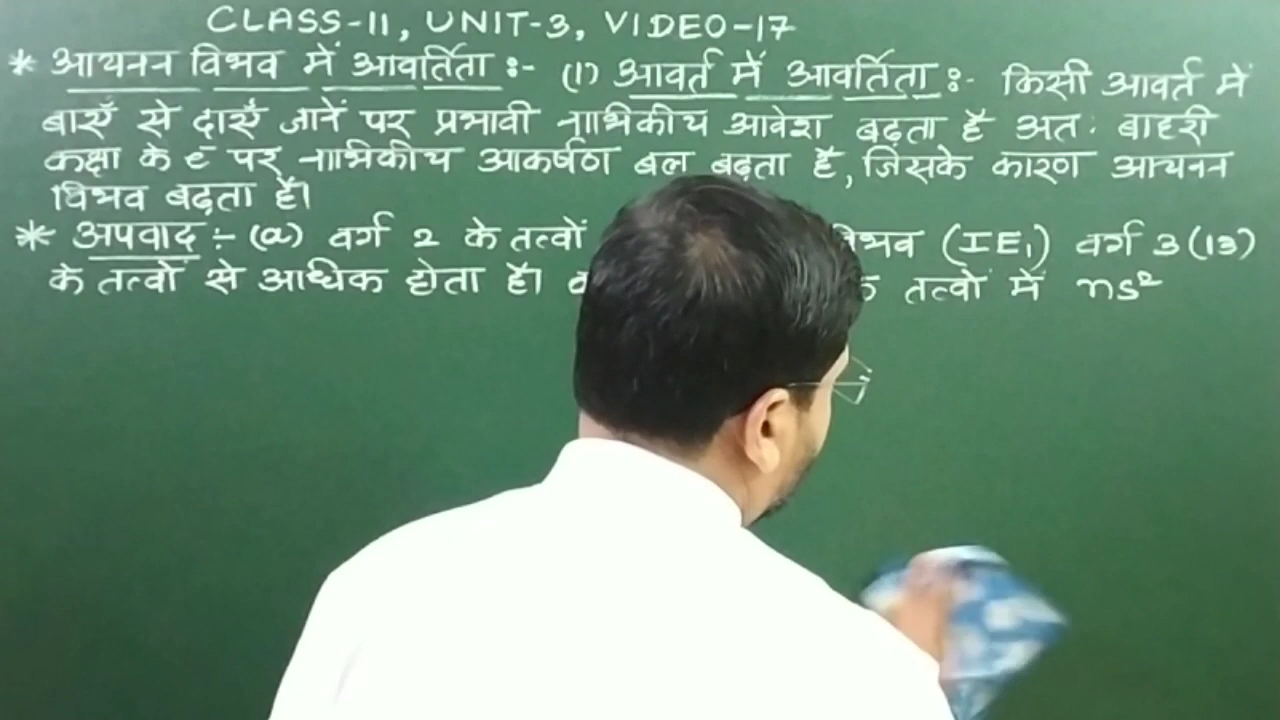 CLASS-11, UNIT-3, VIDEO-17
* आयनन विभव में आवर्तिता :- (1) आवर्त में आवर्तिता :- किसी आवर्त में
बाएँ से दाएँ जानें पर प्रभावी नाभिकीय आवेश बढ़ता है अतः बाहरी
कक्षा के e⁻ पर नाभिकीय आकर्षण बल बढ़ता है, जिसके कारण आयनन
विभव बढ़ता है।
* अपवाद :- (a) वर्ग 2 के तत्वों विभव (IE₁) वर्ग 3 (13)
के तत्वों से अधिक होता है। तत्वों में ns²